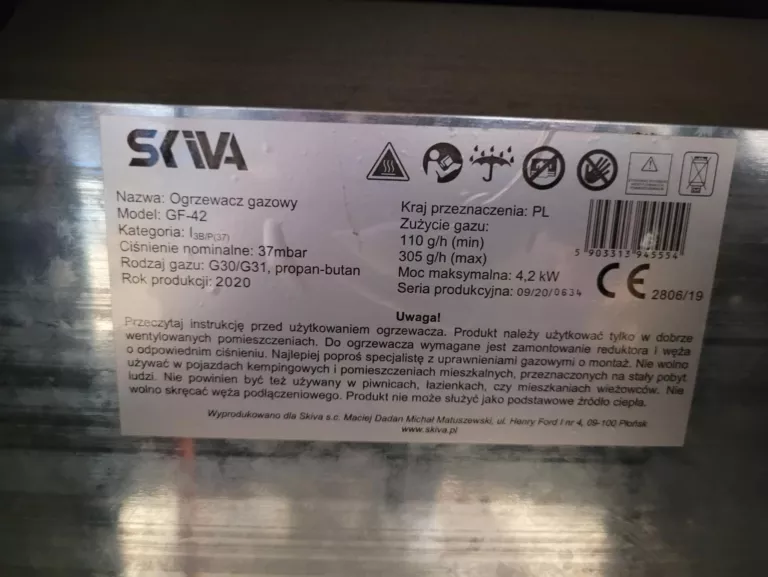 SKIVA
Nazwa: Ogrzewacz gazowy
Model: GF-42
Kategoria: I3B/P(37)
Ciśnienie nominalne: 37mbar
Rodzaj gazu: G30/G31, propan-butan
Rok produkcji: 2020
Kraj przeznaczenia: PL
Zużycie gazu:
110 g/h (min)
305 g/h (max)
Moc maksymalna: 4,2 kW
Seria produkcyjna: 09/20/0634
5 903313 945554
CE 2806/19
Uwaga!
Przeczytaj instrukcję przed użytkowaniem ogrzewacza. Produkt należy użytkować tylko w dobrze
wentylowanych pomieszczeniach. Do ogrzewacza wymagane jest zamontowanie reduktora i węża
o odpowiednim ciśnieniu. Najlepiej poproś specjalistę z uprawnieniami gazowymi o montaż. Nie wolno
używać w pojazdach kempingowych i pomieszczeniach mieszkalnych, przeznaczonych na stały pobyt
ludzi. Nie powinien być też używany w piwnicach, łazienkach, czy mieszkaniach wieżowców. Nie
wolno skręcać węża podłączeniowego. Produkt nie może służyć jako podstawowe źródło ciepła.
Wyprodukowano dla Skiva s.c. Maciej Dadan Michał Matuszewski, ul. Henry Ford I nr 4, 09-100 Płońsk
www.skiva.pl